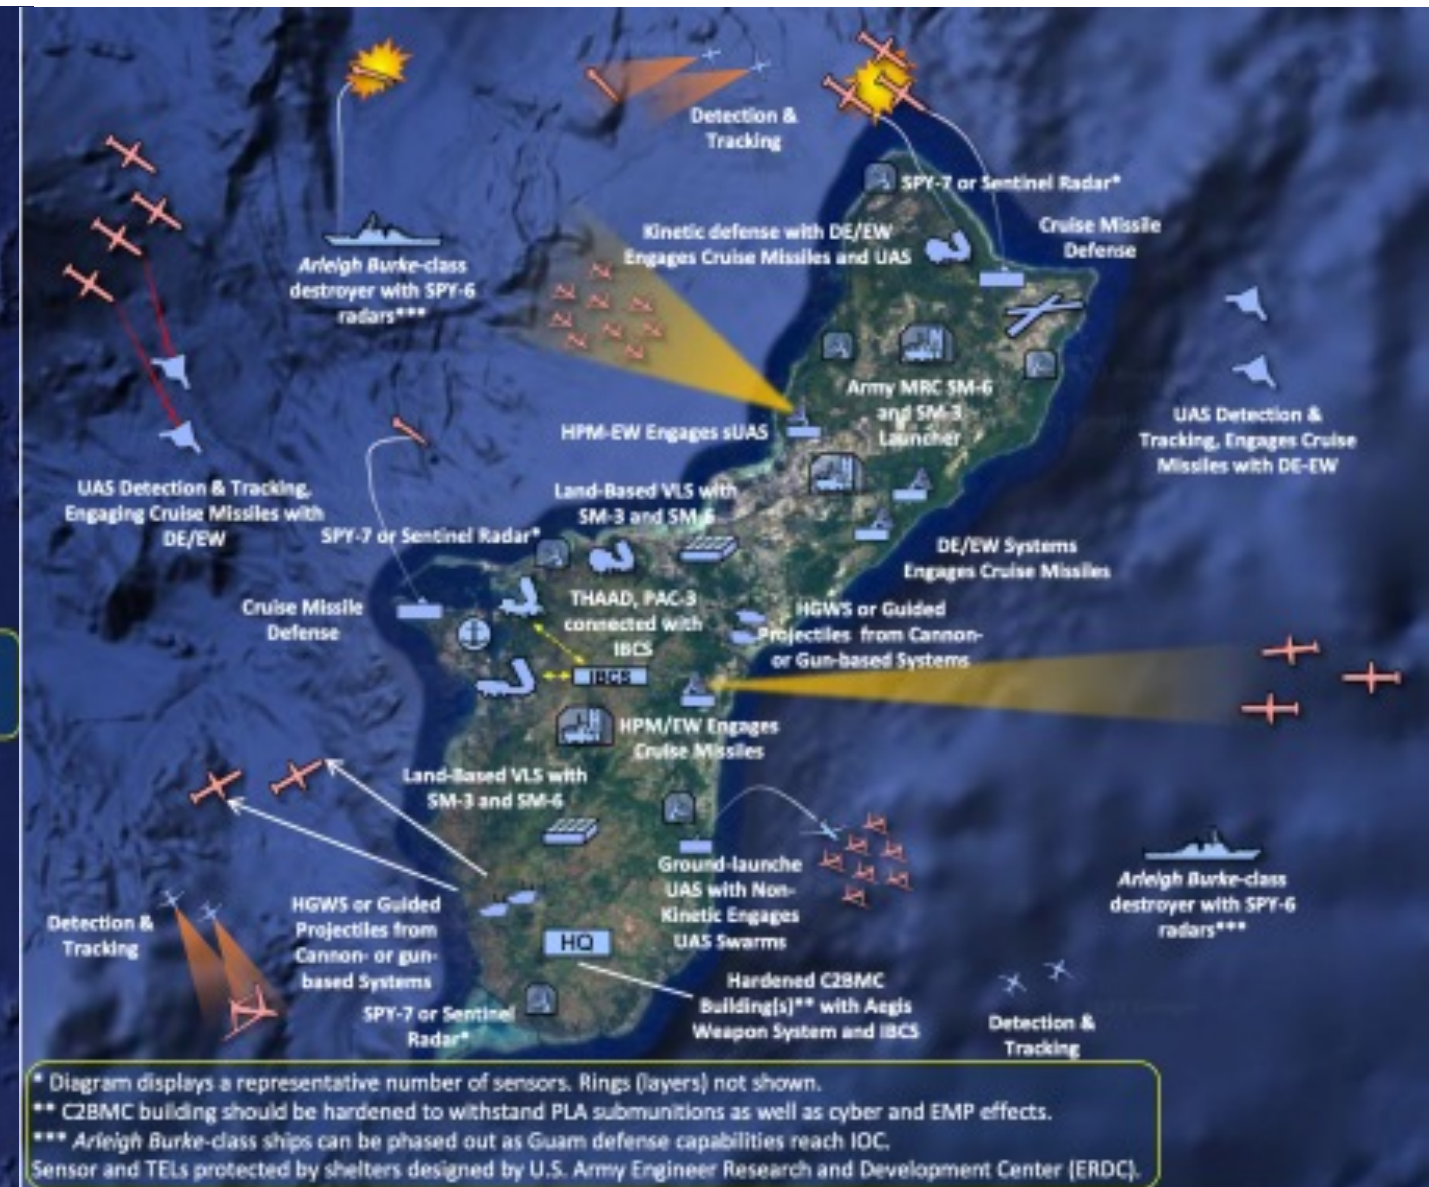 Detection &
Tracking
SPY-7 or Sentinel Radar*
Kinetic defense with DE/EW
Engages Cruise Missiles and UAS
Cruise Missile
Defense
Arleigh Burke-class
destroyer with SPY-6
radars***
Army MRC SM-6
and SM-3
Launcher
UAS Detection &
Tracking, Engages Cruise
Missiles with DE-EW
HPM-EW Engages sUAS
UAS Detection & Tracking,
Engaging Cruise Missiles with
DE/EW
Land-Based VLS with
SM-3 and SM-6
SPY-7 or Sentinel Radar*
DE/EW Systems
Engages Cruise Missiles
Cruise Missile
Defense
THAAD, PAC-3
connected with
IBCS
HGWS or Guided
Projectiles from Cannon-
or Gun-based Systems
IBCS
HPM/EW Engages
Cruise Missiles
Land-Based VLS with
SM-3 and SM-6
Ground-launche
UAS with Non-
Kinetic Engages
UAS Swarms
Arleigh Burke-class
destroyer with SPY-6
radars***
Detection &
Tracking
HGWS or Guided
Projectiles from
Cannon- or gun-
based Systems
HQ
Hardened C2BMC
Building(s)** with Aegis
Weapon System and IBCS
SPY-7 or Sentinel
Radar*
Detection &
Tracking
* Diagram displays a representative number of sensors. Rings (layers) not shown.
** C2BMC building should be hardened to withstand PLA submunitions as well as cyber and EMP effects.
*** Arleigh Burke-class ships can be phased out as Guam defense capabilities reach IOC.
Sensor and TELs protected by shelters designed by U.S. Army Engineer Research and Development Center (ERDC).